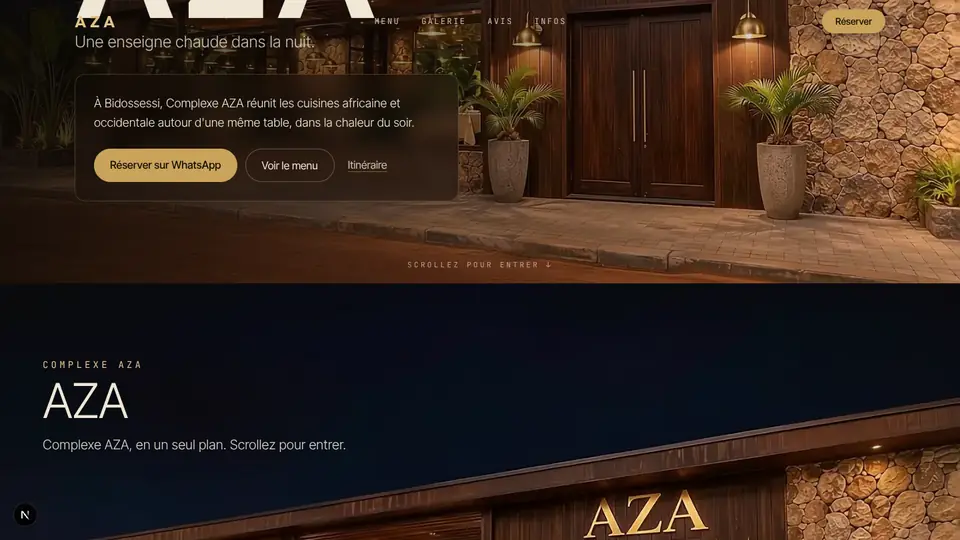 AZA
AZA
MENU GALERIE AVIS INFOS
Réserver
Une enseigne chaude dans la nuit.
À Bidossessi, Complexe AZA réunit les cuisines africaine et
occidentale autour d'une même table, dans la chaleur du soir.
Réserver sur WhatsApp
Voir le menu
Itinéraire
SCROLLEZ POUR ENTRER ↓
COMPLEXE AZA
AZA
Complexe AZA, en un seul plan. Scrollez pour entrer.
AZA
N